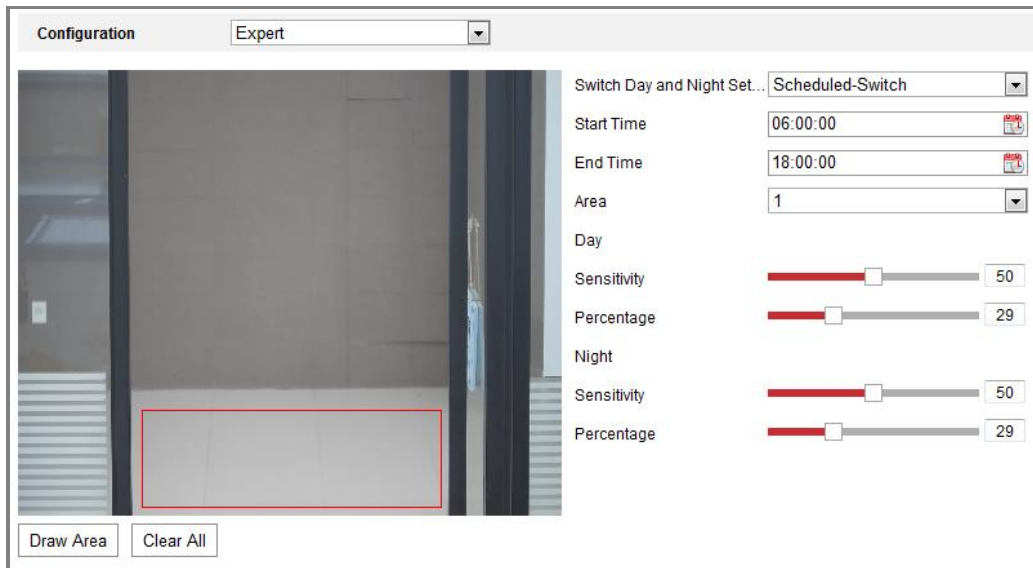 Configuration Expert
Switch Day and Night Set... Scheduled-Switch
Start Time 06:00:00
End Time 18:00:00
Area 1
Day
Sensitivity 50
Percentage 29
Night
Sensitivity 50
Percentage 29
Draw Area Clear All